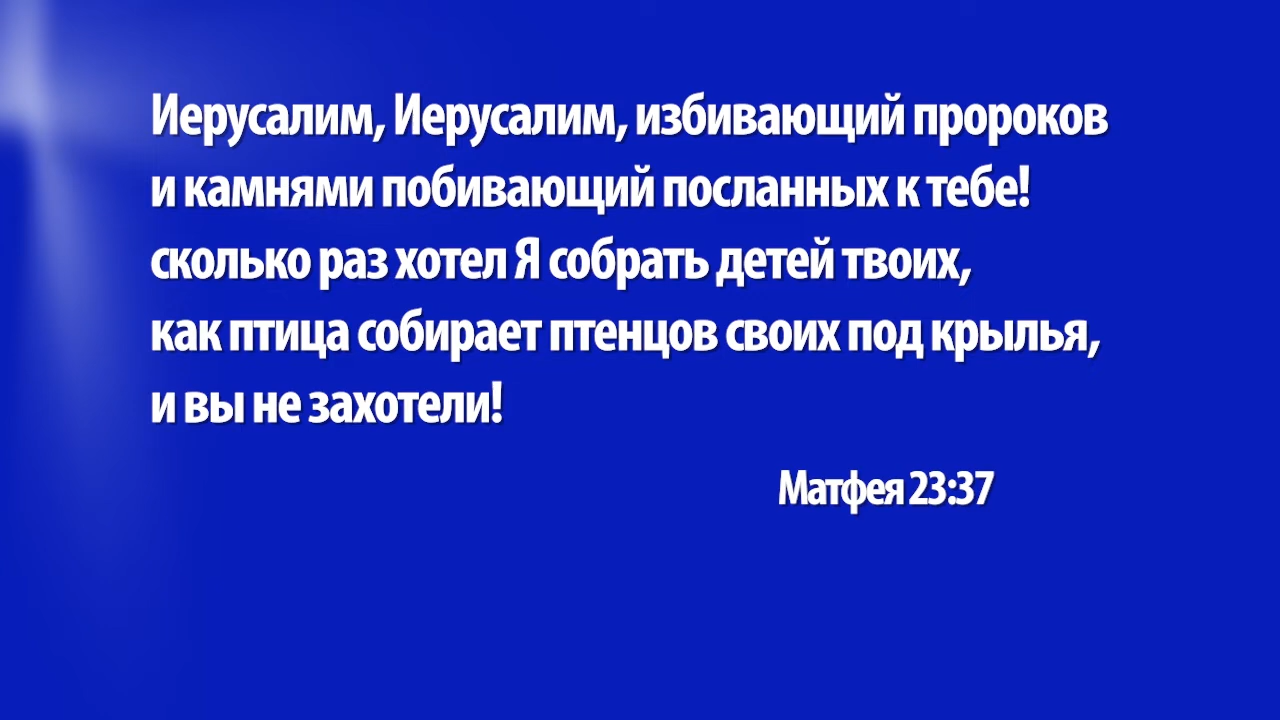 Иерусалим, Иерусалим, избивающий пророков
и камнями побивающий посланных к тебе!
сколько раз хотел Я собрать детей твоих,
как птица собирает птенцов своих под крылья,
и вы не захотели!
Матфея 23:37